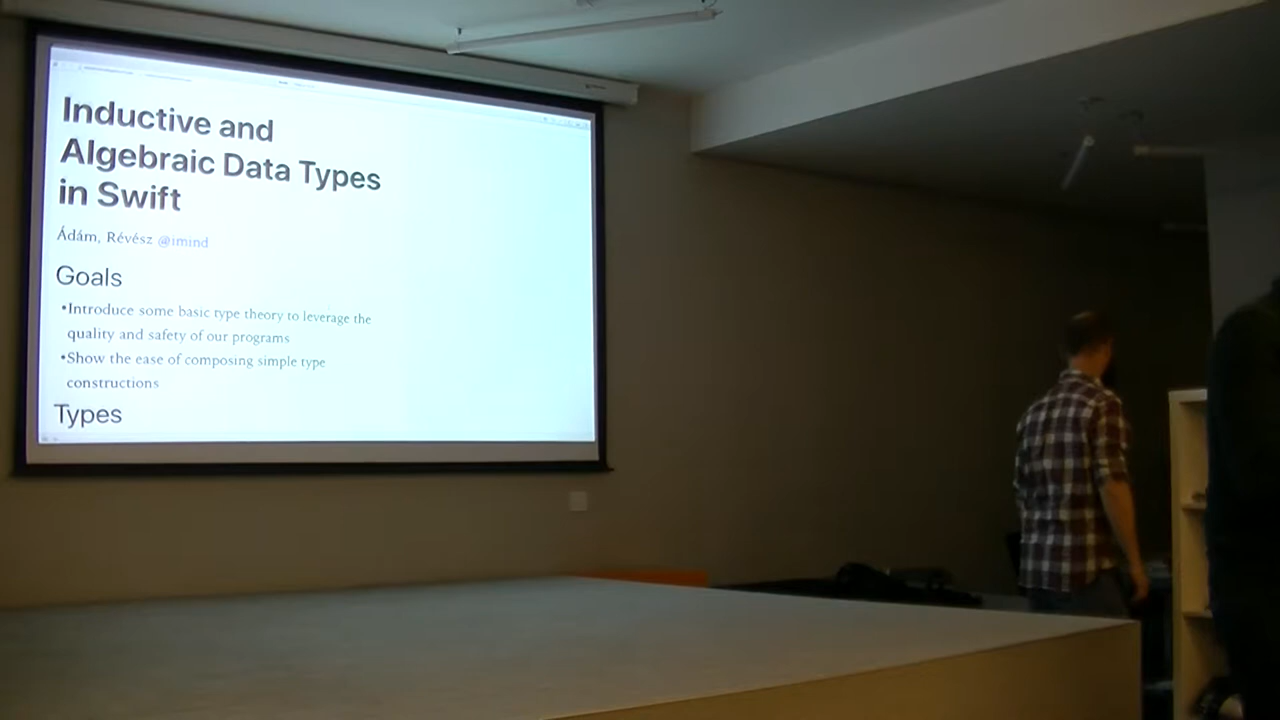 Inductive and
Algebraic Data Types
in Swift
Ádám, Révész @imind
Goals
•Introduce some basic type theory to leverage the
quality and safety of our programs
•Show the ease of composing simple type
constructions
Types